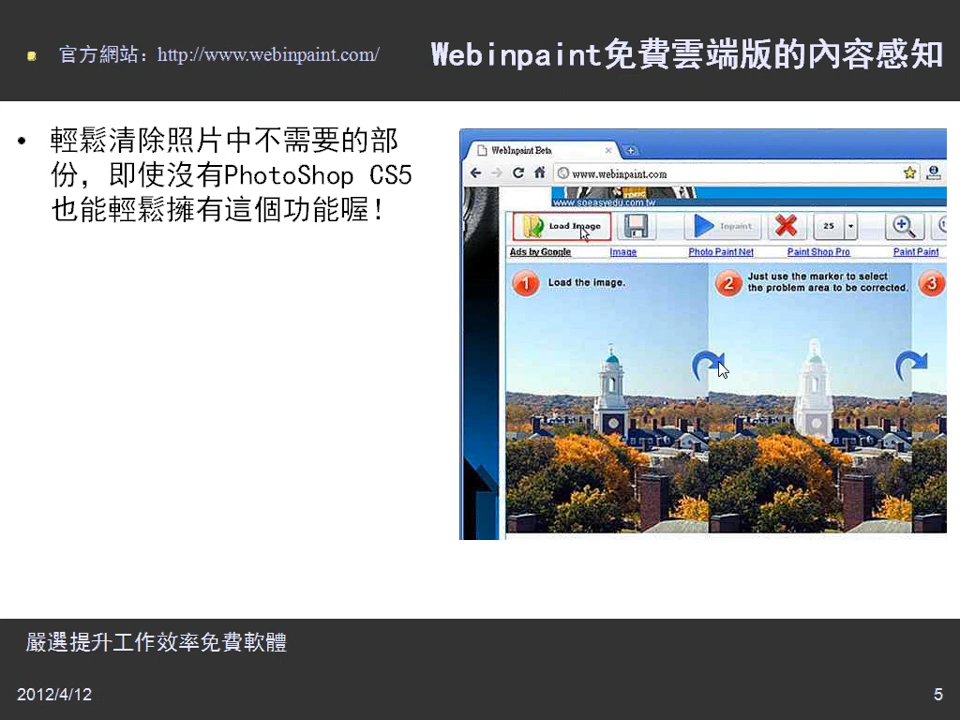 官方網站：http://www.webinpaint.com/
Webinpaint免費雲端版的內容感知
輕鬆清除照片中不需要的部
份，即使沒有PhotoShop CS5
也能輕鬆擁有這個功能喔！
WebInpaint Beta
www.webinpaint.com
www.soeasyedu.com.tw
Load Image
Inpaint
25
Ads by Google
Image
Photo Paint Net
Paint Shop Pro
Paint Paint
1 Load the image.
2 Just use the marker to select
the problem area to be corrected.
3
嚴選提升工作效率免費軟體
2012/4/12
5